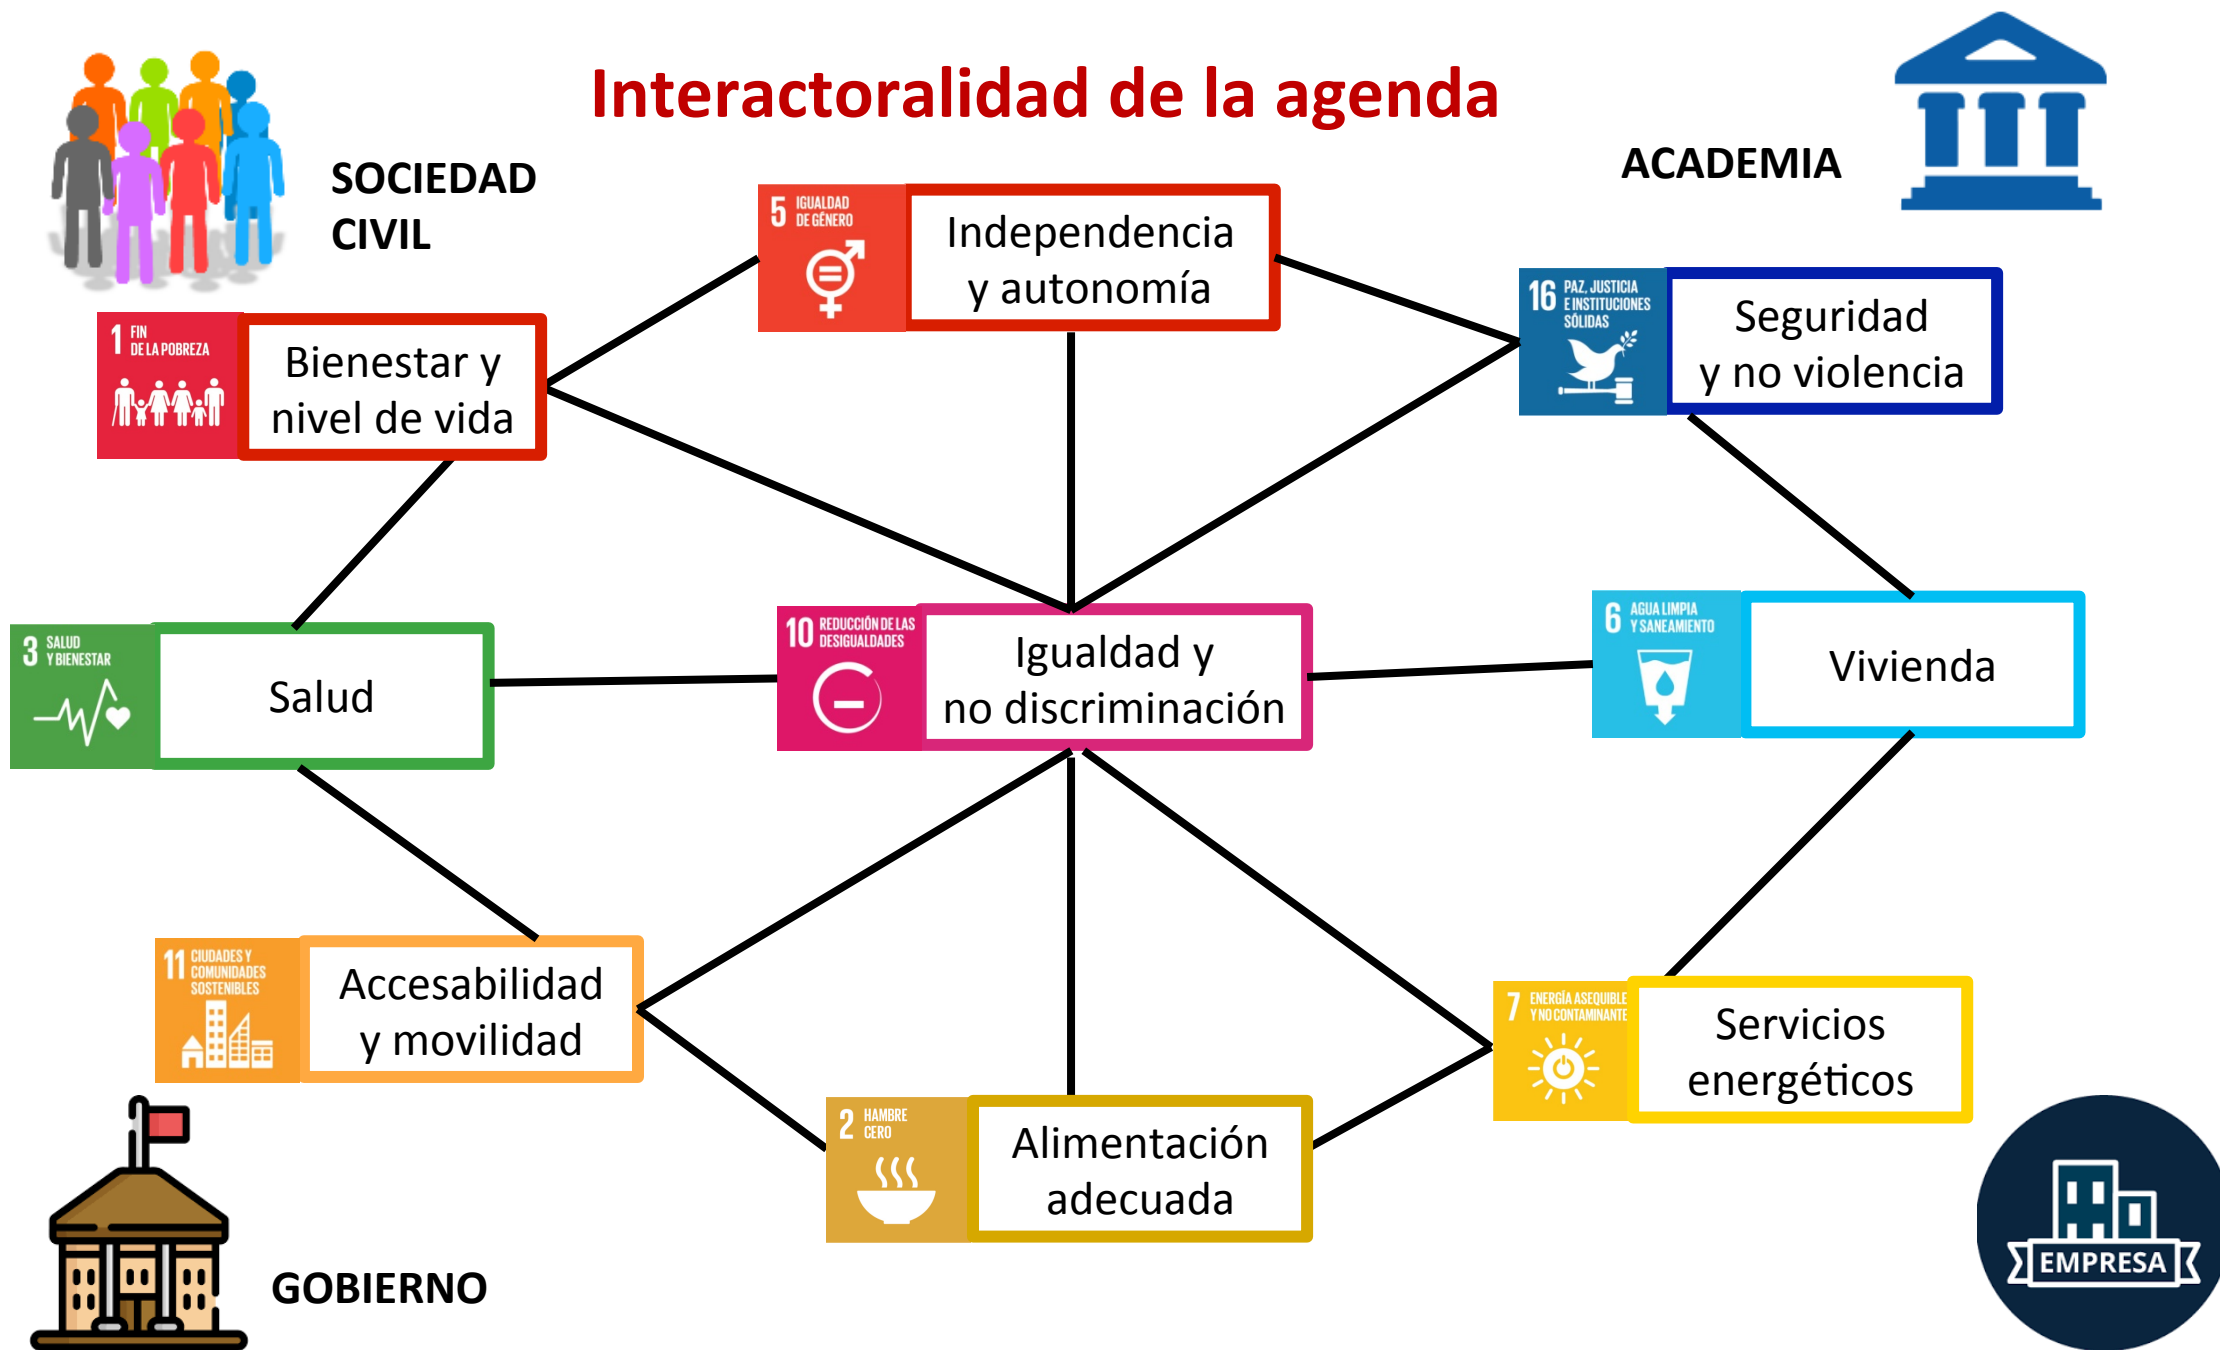 Interactoralidad de la agenda
SOCIEDAD
CIVIL
ACADEMIA
5 IGUALDAD
DE GÉNERO
Independencia
y autonomía
16 PAZ, JUSTICIA
E INSTITUCIONES
SÓLIDAS
Seguridad
y no violencia
1 FIN
DE LA POBREZA
Bienestar y
nivel de vida
3 SALUD
Y BIENESTAR
Salud
10 REDUCCIÓN DE LAS
DESIGUALDADES
Igualdad y
no discriminación
6 AGUA LIMPIA
Y SANEAMIENTO
Vivienda
11 CIUDADES Y
COMUNIDADES
SOSTENIBLES
Accesabilidad
y movilidad
7 ENERGÍA ASEQUIBLE
Y NO CONTAMINANTE
Servicios
energéticos
2 HAMBRE
CERO
Alimentación
adecuada
GOBIERNO
EMPRESA